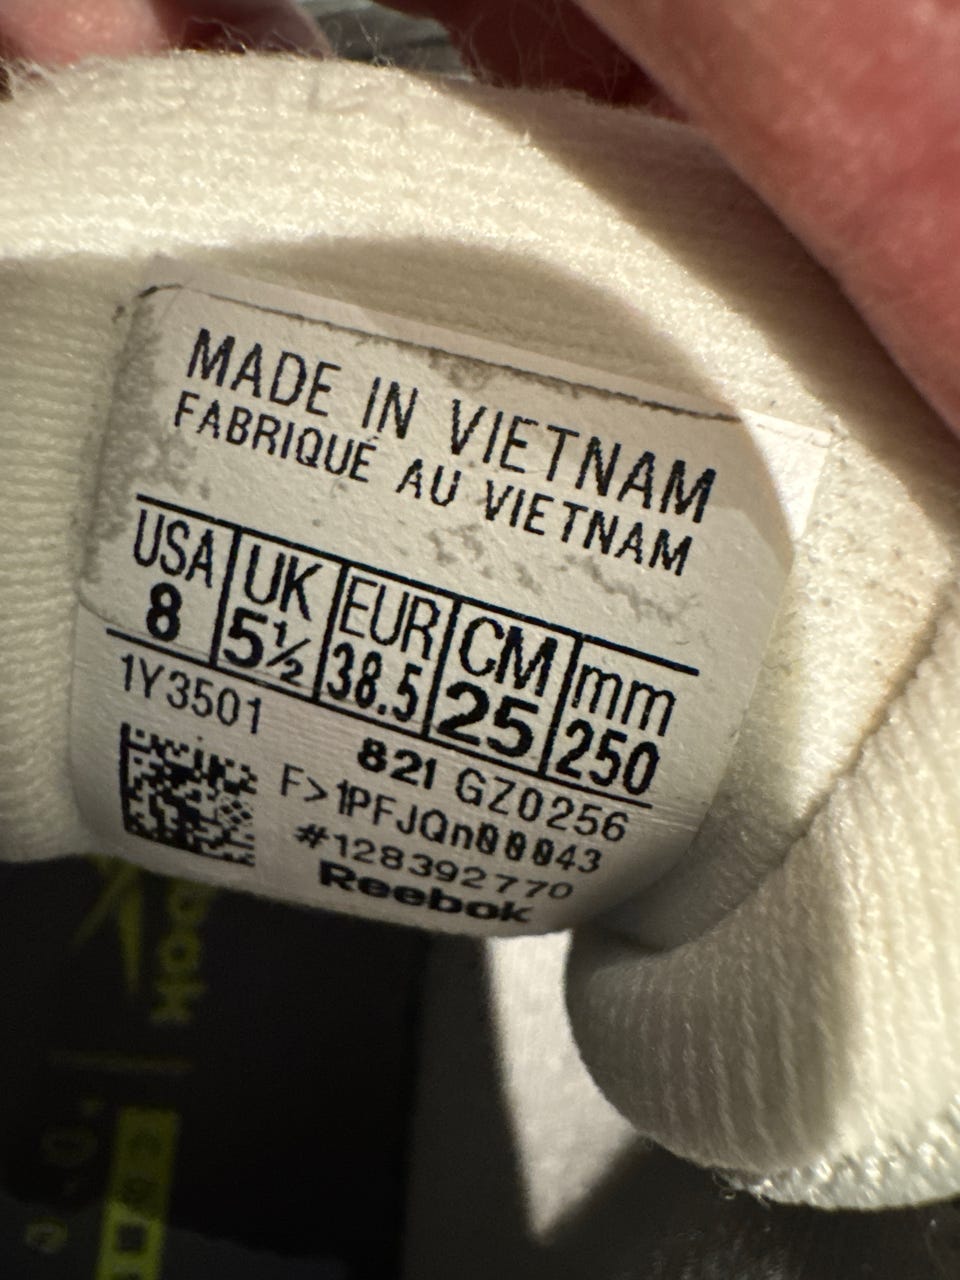 MADE IN VIETNAM
FABRIQUÉ AU VIETNAM
USA UK EUR CM mm
8 5½ 38.5 25 250
1Y3501
821 GZ0256
F>1PFJQn00043
#128392770
Reebok